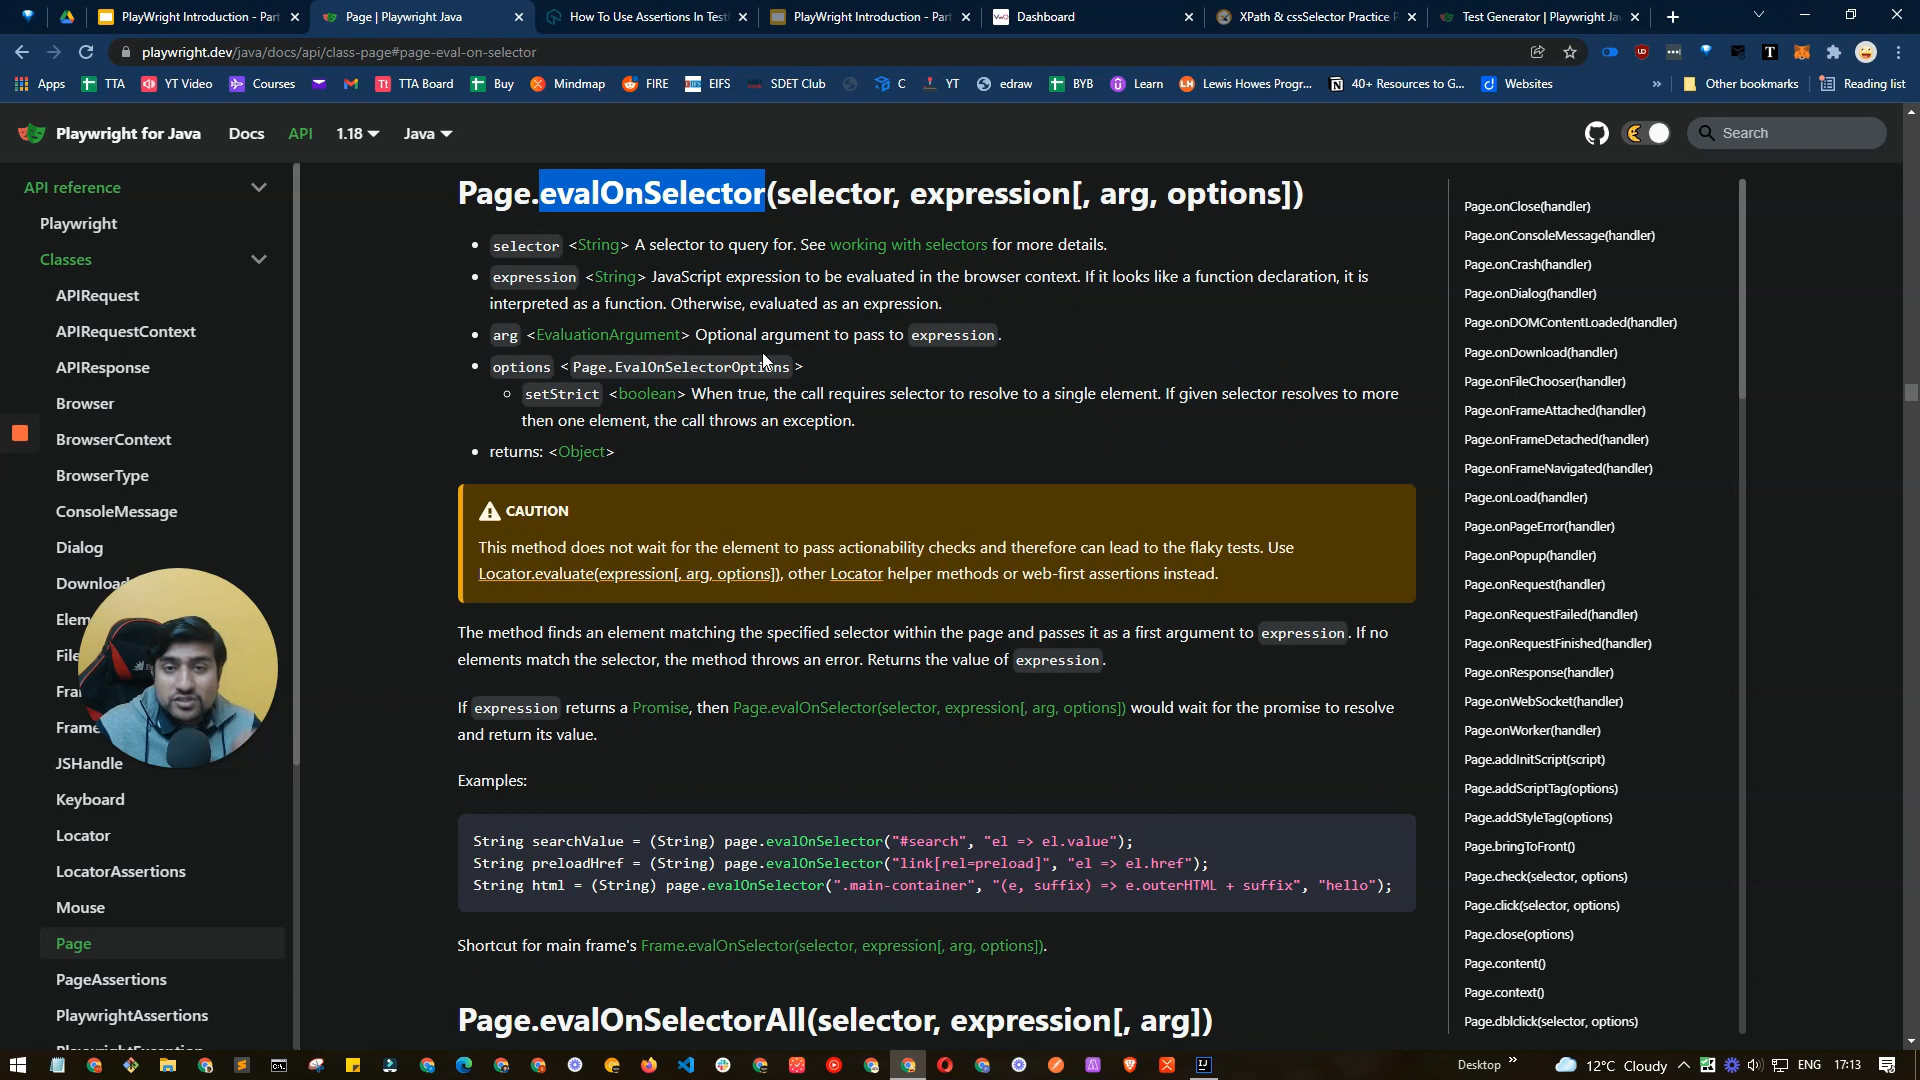 PlayWright Introduction - Part
Page | Playwright Java
How To Use Assertions In Test
PlayWright Introduction - Part
Dashboard
XPath & cssSelector Practice P
Test Generator | Playwright Ja
playwright.dev/java/docs/api/class-page#page-eval-on-selector
Apps
TTA
YT Video
Courses
TTA Board
Buy
Mindmap
FIRE
EIFS
SDET Club
C
YT
edraw
BYB
Learn
Lewis Howes Progr...
40+ Resources to G...
Websites
»
Other bookmarks
Reading list
Playwright for Java
Docs
API
1.18
Java
Search
API reference
Playwright
Classes
APIRequest
APIRequestContext
APIResponse
Browser
BrowserContext
BrowserType
ConsoleMessage
Dialog
Download
Elem
File
Fra
Frame
JSHandle
Keyboard
Locator
LocatorAssertions
Mouse
Page
PageAssertions
PlaywrightAssertions
PlaywrightException
Page.evalOnSelector(selector, expression[, arg, options])
• selector <String> A selector to query for. See working with selectors for more details.
• expression <String> JavaScript expression to be evaluated in the browser context. If it looks like a function declaration, it is
interpreted as a function. Otherwise, evaluated as an expression.
• arg <EvaluationArgument> Optional argument to pass to expression.
• options <Page.EvalOnSelectorOptions>
◦ setStrict <boolean> When true, the call requires selector to resolve to a single element. If given selector resolves to more
then one element, the call throws an exception.
• returns: <Object>
CAUTION
This method does not wait for the element to pass actionability checks and therefore can lead to the flaky tests. Use
Locator.evaluate(expression[, arg, options]), other Locator helper methods or web-first assertions instead.
The method finds an element matching the specified selector within the page and passes it as a first argument to expression. If no
elements match the selector, the method throws an error. Returns the value of expression.
If expression returns a Promise, then Page.evalOnSelector(selector, expression[, arg, options]) would wait for the promise to resolve
and return its value.
Examples:
String searchValue = (String) page.evalOnSelector("#search", "el => el.value");
String preloadHref = (String) page.evalOnSelector("link[rel=preload]", "el => el.href");
String html = (String) page.evalOnSelector(".main-container", "(e, suffix) => e.outerHTML + suffix", "hello");
Shortcut for main frame's Frame.evalOnSelector(selector, expression[, arg, options]).
Page.evalOnSelectorAll(selector, expression[, arg])
Page.onClose(handler)
Page.onConsoleMessage(handler)
Page.onCrash(handler)
Page.onDialog(handler)
Page.onDOMContentLoaded(handler)
Page.onDownload(handler)
Page.onFileChooser(handler)
Page.onFrameAttached(handler)
Page.onFrameDetached(handler)
Page.onFrameNavigated(handler)
Page.onLoad(handler)
Page.onPageError(handler)
Page.onPopup(handler)
Page.onRequest(handler)
Page.onRequestFailed(handler)
Page.onRequestFinished(handler)
Page.onResponse(handler)
Page.onWebSocket(handler)
Page.onWorker(handler)
Page.addInitScript(script)
Page.addScriptTag(options)
Page.addStyleTag(options)
Page.bringToFront()
Page.check(selector, options)
Page.click(selector, options)
Page.close(options)
Page.content()
Page.context()
Page.dblclick(selector, options)
Desktop
»
12°C Cloudy
ENG
17:13